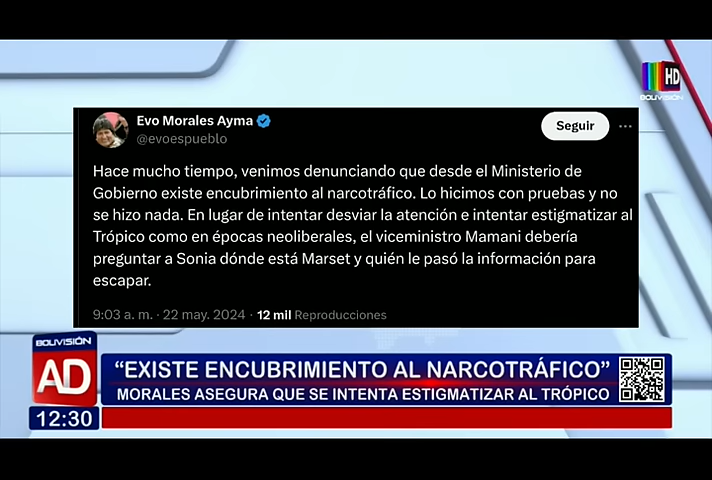 HD
BOLIVISIÓN
Evo Morales Ayma
@evoespueblo
Seguir
Hace mucho tiempo, venimos denunciando que desde el Ministerio de
Gobierno existe encubrimiento al narcotráfico. Lo hicimos con pruebas y no
se hizo nada. En lugar de intentar desviar la atención e intentar estigmatizar al
Trópico como en épocas neoliberales, el viceministro Mamani debería
preguntar a Sonia dónde está Marset y quién le pasó la información para
escapar.
9:03 a. m. · 22 may. 2024 · 12 mil Reproducciones
BOLIVISIÓN
AD
12:30
“EXISTE ENCUBRIMIENTO AL NARCOTRÁFICO”
MORALES ASEGURA QUE SE INTENTA ESTIGMATIZAR AL TRÓPICO